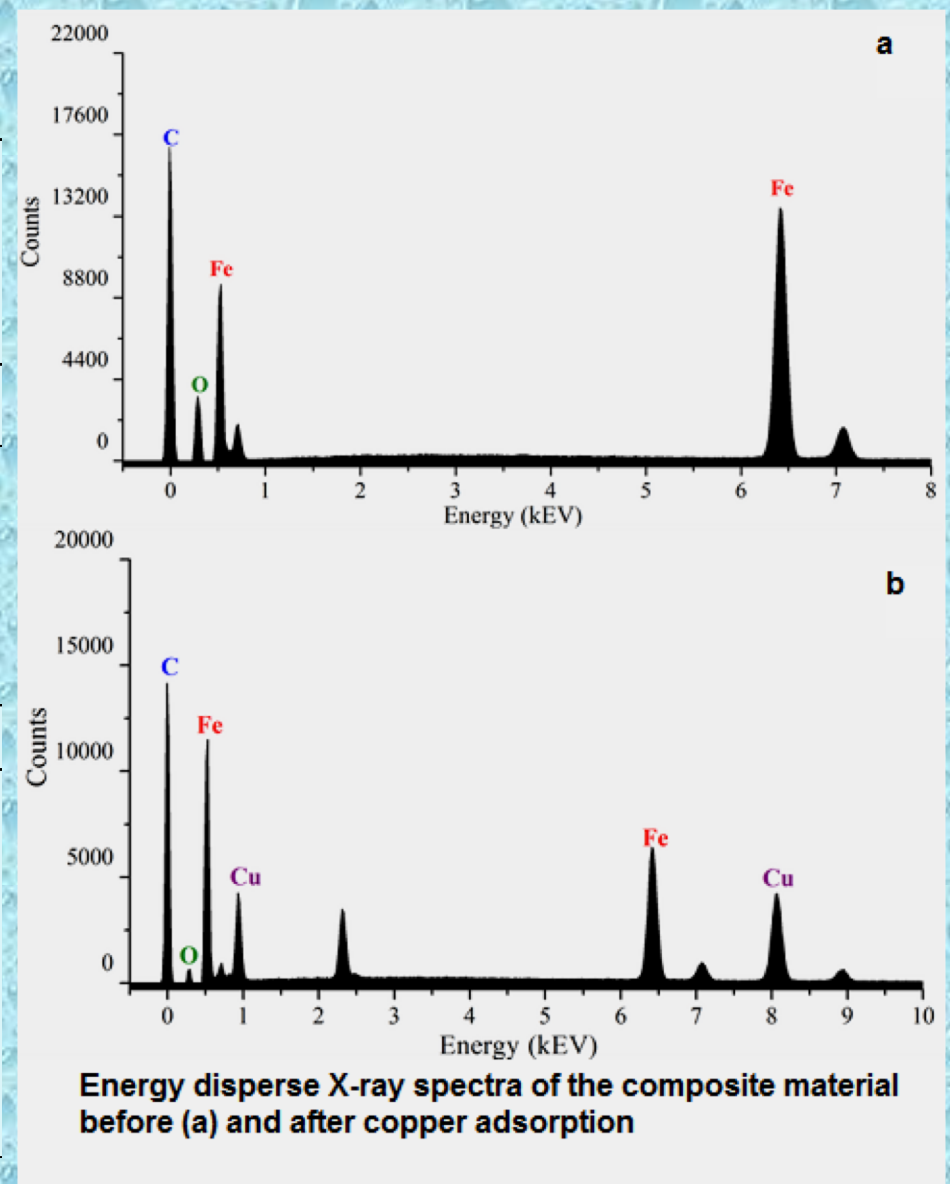 a
22000
17600
13200
8800
4400
0
Counts
C
O
Fe
Fe
0 1 2 3 4 5 6 7 8
Energy (kEV)
b
20000
15000
10000
5000
0
Counts
C
O
Fe
Cu
Fe
Cu
0 1 2 3 4 5 6 7 8 9 10
Energy (kEV)
Energy disperse X-ray spectra of the composite material
before (a) and after copper adsorption